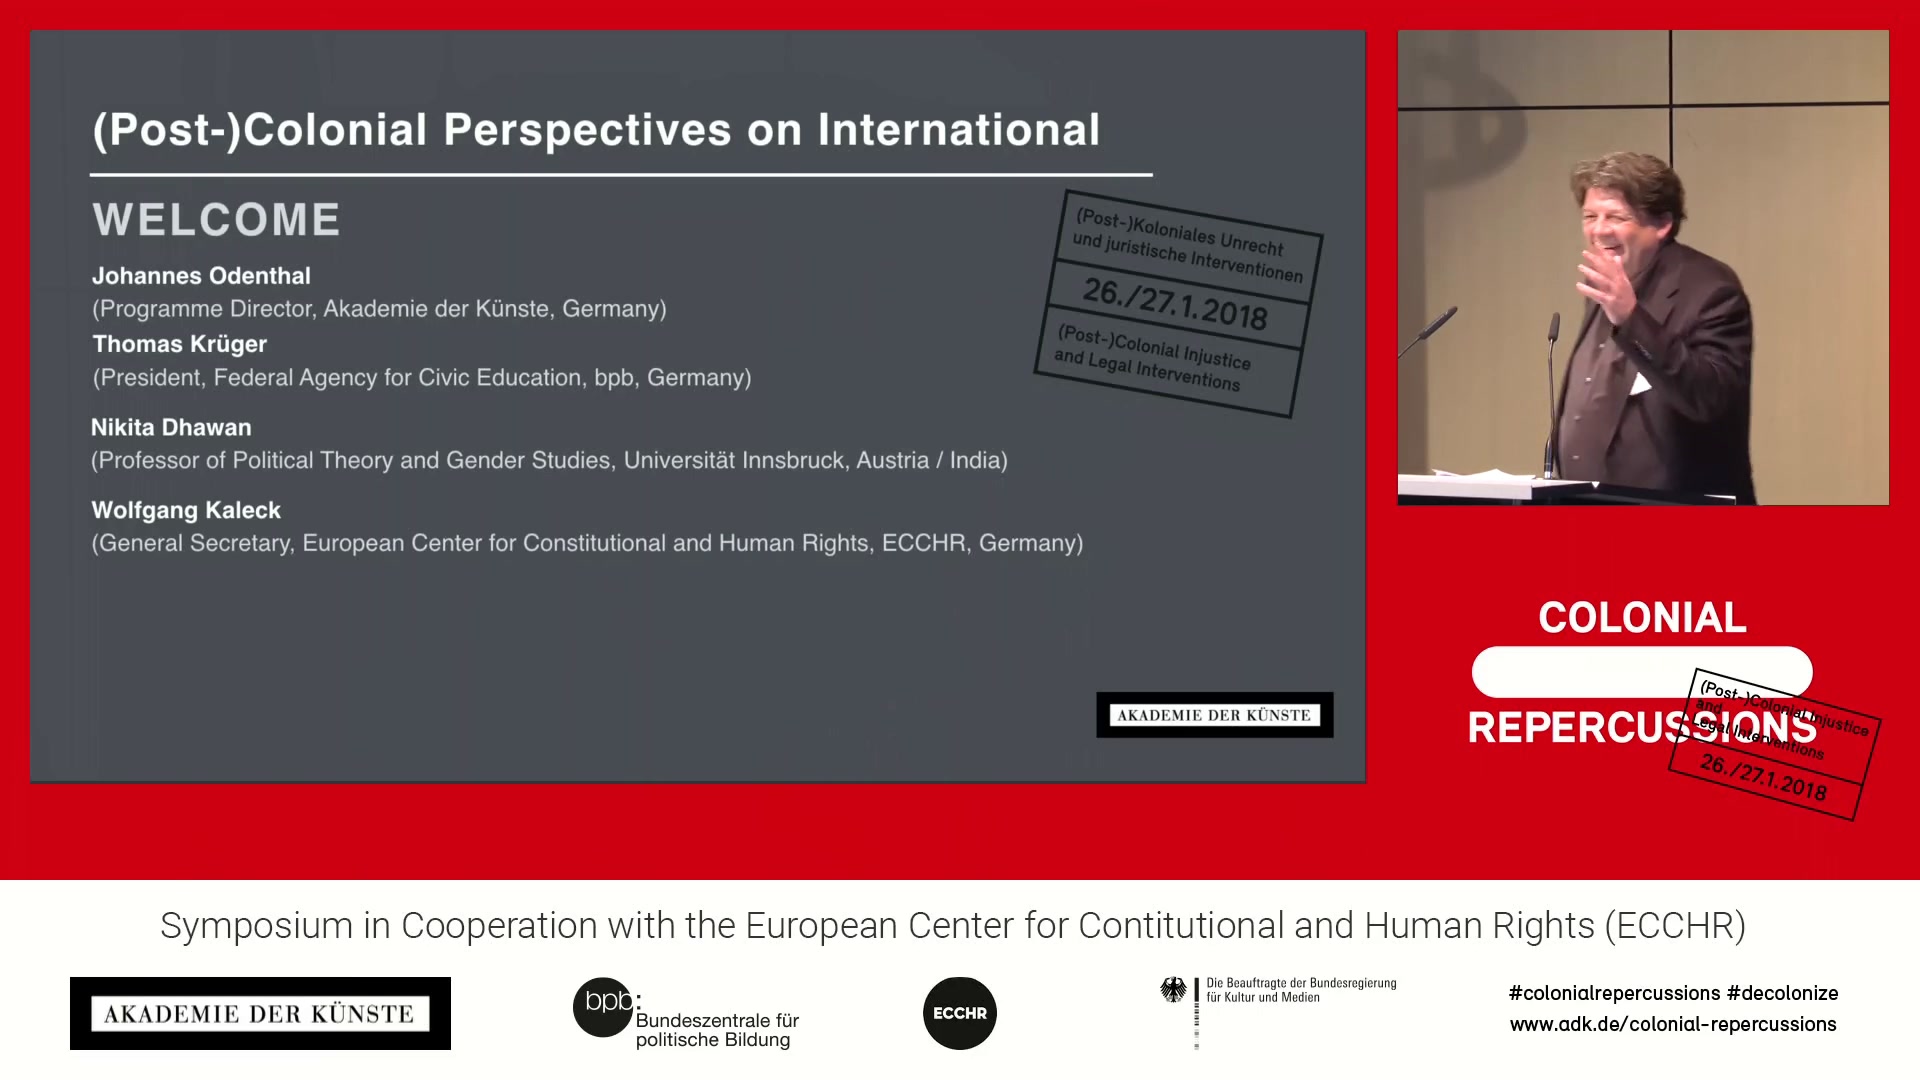 (Post-)Colonial Perspectives on International
WELCOME
Johannes Odenthal
(Programme Director, Akademie der Künste, Germany)
Thomas Krüger
(President, Federal Agency for Civic Education, bpb, Germany)
Nikita Dhawan
(Professor of Political Theory and Gender Studies, Universität Innsbruck, Austria / India)
Wolfgang Kaleck
(General Secretary, European Center for Constitutional and Human Rights, ECCHR, Germany)
(Post-)Koloniales Unrecht
und juristische Interventionen
26./27.1.2018
(Post-)Colonial Injustice
and Legal Interventions
AKADEMIE DER KÜNSTE
COLONIAL
REPERCUSSIONS
(Post-)Colonial Injustice
and
Legal Interventions
26./27.1.2018
Symposium in Cooperation with the European Center for Contitutional and Human Rights (ECCHR)
AKADEMIE DER KÜNSTE
bpb:
Bundeszentrale für
politische Bildung
ECCHR
Die Beauftragte der Bundesregierung
für Kultur und Medien
#colonialrepercussions #decolonize
www.adk.de/colonial-repercussions